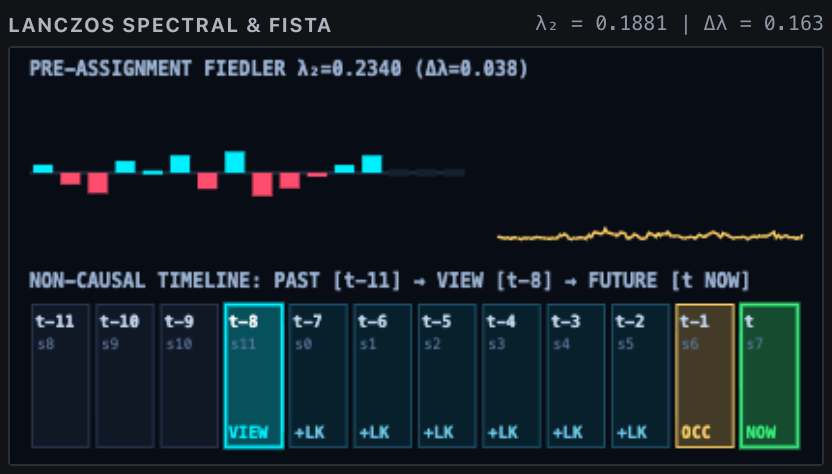 LANCZOS SPECTRAL & FISTA λ₂ = 0.1881 | Δλ = 0.163
PRE-ASSIGNMENT FIEDLER λ₂=0.2340 (Δλ=0.038)
NON-CAUSAL TIMELINE: PAST [t-11] → VIEW [t-8] → FUTURE [t NOW]
t-11 t-10 t-9 t-8 t-7 t-6 t-5 t-4 t-3 t-2 t-1 t
s8 s9 s10 s11 s0 s1 s2 s3 s4 s5 s6 s7
VIEW +LK +LK +LK +LK +LK +LK OCC NOW